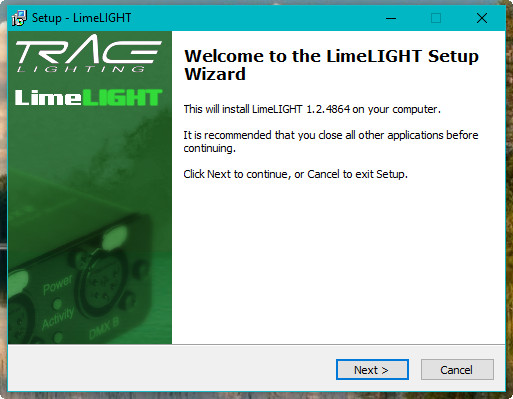 Setup - LimeLIGHT
TRACE
LIGHTING
LimeLIGHT
Welcome to the LimeLIGHT Setup
Wizard
This will install LimeLIGHT 1.2.4864 on your computer.
It is recommended that you close all other applications before
continuing.
Click Next to continue, or Cancel to exit Setup.
Power
Activity
DMX B
Next >
Cancel